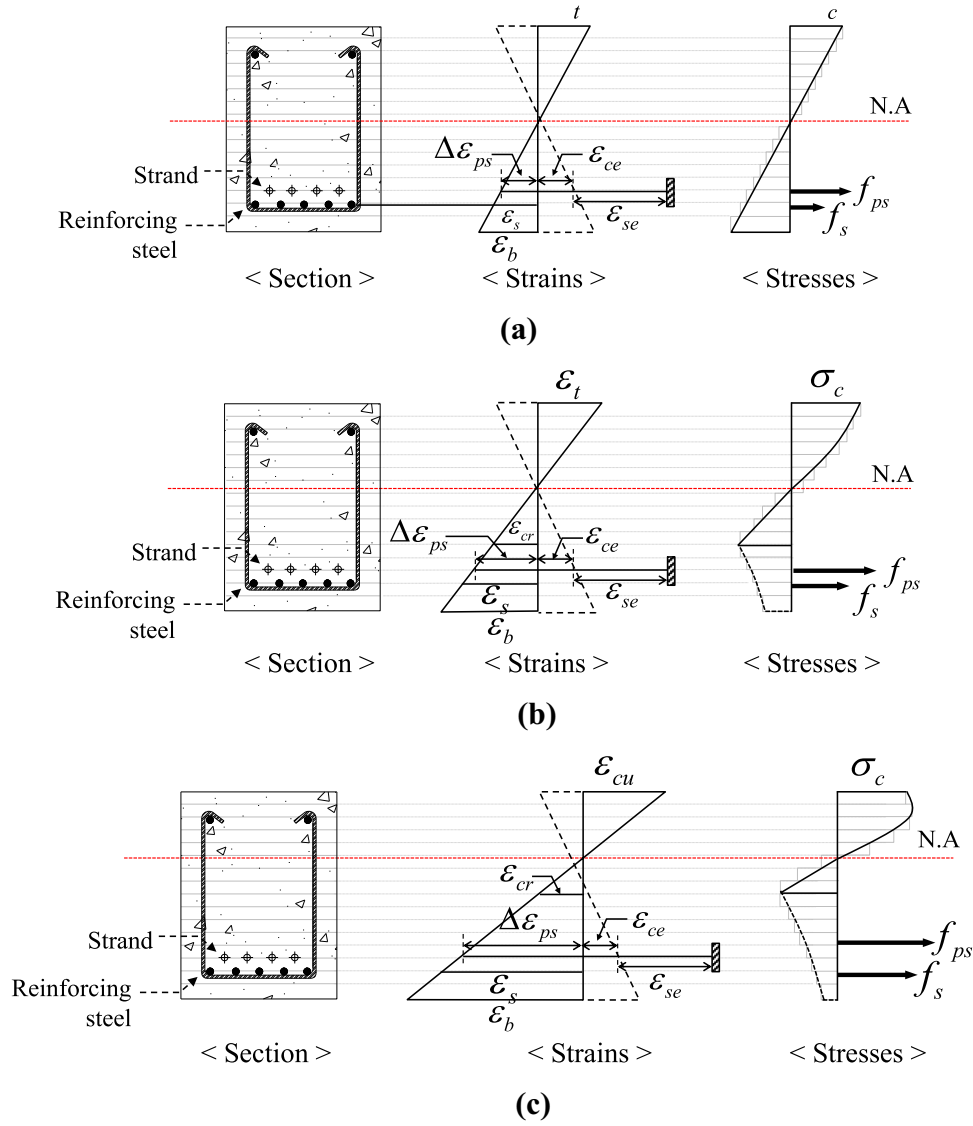 t
c
N.A
Δε_ps
ε_ce
Strand
f_ps
Reinforcing
steel
ε_s
ε_se
f_s
ε_b
< Section >
< Strains >
< Stresses >
(a)
ε_t
σ_c
N.A
ε_cr
Δε_ps
ε_ce
Strand
f_ps
Reinforcing
steel
ε_s
ε_se
f_s
ε_b
< Section >
< Strains >
< Stresses >
(b)
ε_cu
σ_c
N.A
ε_cr
Δε_ps
ε_ce
Strand
f_ps
Reinforcing
steel
ε_s
ε_se
f_s
ε_b
< Section >
< Strains >
< Stresses >
(c)